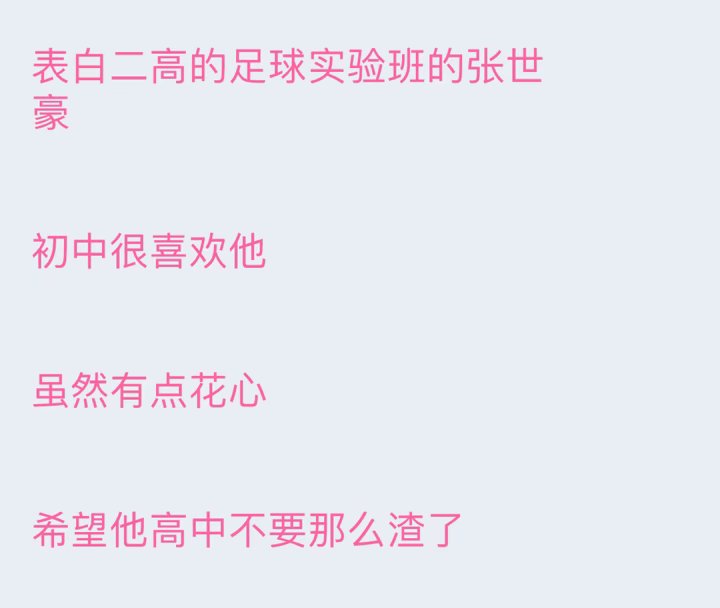 表白二高的足球实验班的张世
豪
初中很喜欢他
虽然有点花心
希望他高中不要那么渣了